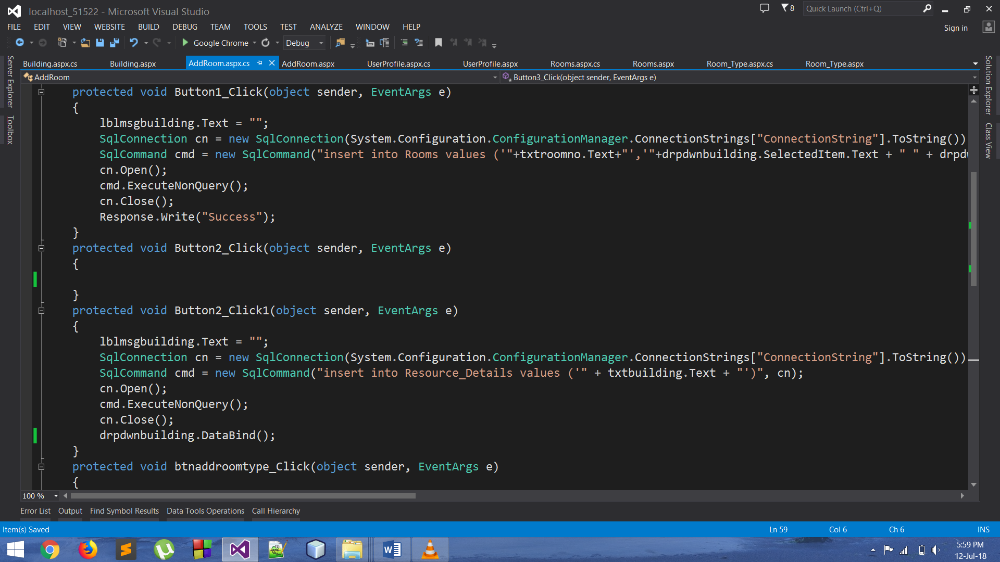 localhost_51522 - Microsoft Visual Studio
8
Quick Launch (Ctrl+Q)
FILE EDIT VIEW WEBSITE BUILD DEBUG TEAM TOOLS TEST ANALYZE WINDOW HELP
Sign in
Google Chrome
Debug
Server Explorer
Toolbox
Solution Explorer
Class View
Building.aspx.cs Building.aspx AddRoom.aspx.cs AddRoom.aspx UserProfile.aspx.cs UserProfile.aspx Rooms.aspx.cs Rooms.aspx Room_Type.aspx.cs Room_Type.aspx
AddRoom
Button3_Click(object sender, EventArgs e)
protected void Button1_Click(object sender, EventArgs e)
{
lblmsgbuilding.Text = "";
SqlConnection cn = new SqlConnection(System.Configuration.ConfigurationManager.ConnectionStrings["ConnectionString"].ToString())
SqlCommand cmd = new SqlCommand("insert into Rooms values ('"+txtroomno.Text+"','"+drpdwnbuilding.SelectedItem.Text + " " + drpd
cn.Open();
cmd.ExecuteNonQuery();
cn.Close();
Response.Write("Success");
}
protected void Button2_Click(object sender, EventArgs e)
{
}
protected void Button2_Click1(object sender, EventArgs e)
{
lblmsgbuilding.Text = "";
SqlConnection cn = new SqlConnection(System.Configuration.ConfigurationManager.ConnectionStrings["ConnectionString"].ToString())
SqlCommand cmd = new SqlCommand("insert into Resource_Details values ('" + txtbuilding.Text + "')", cn);
cn.Open();
cmd.ExecuteNonQuery();
cn.Close();
drpdwnbuilding.DataBind();
}
protected void btnaddroomtype_Click(object sender, EventArgs e)
{
100 %
Error List Output Find Symbol Results Data Tools Operations Call Hierarchy
Item(s) Saved
Ln 59 Col 6 Ch 6 INS
5:59 PM
12-Jul-18